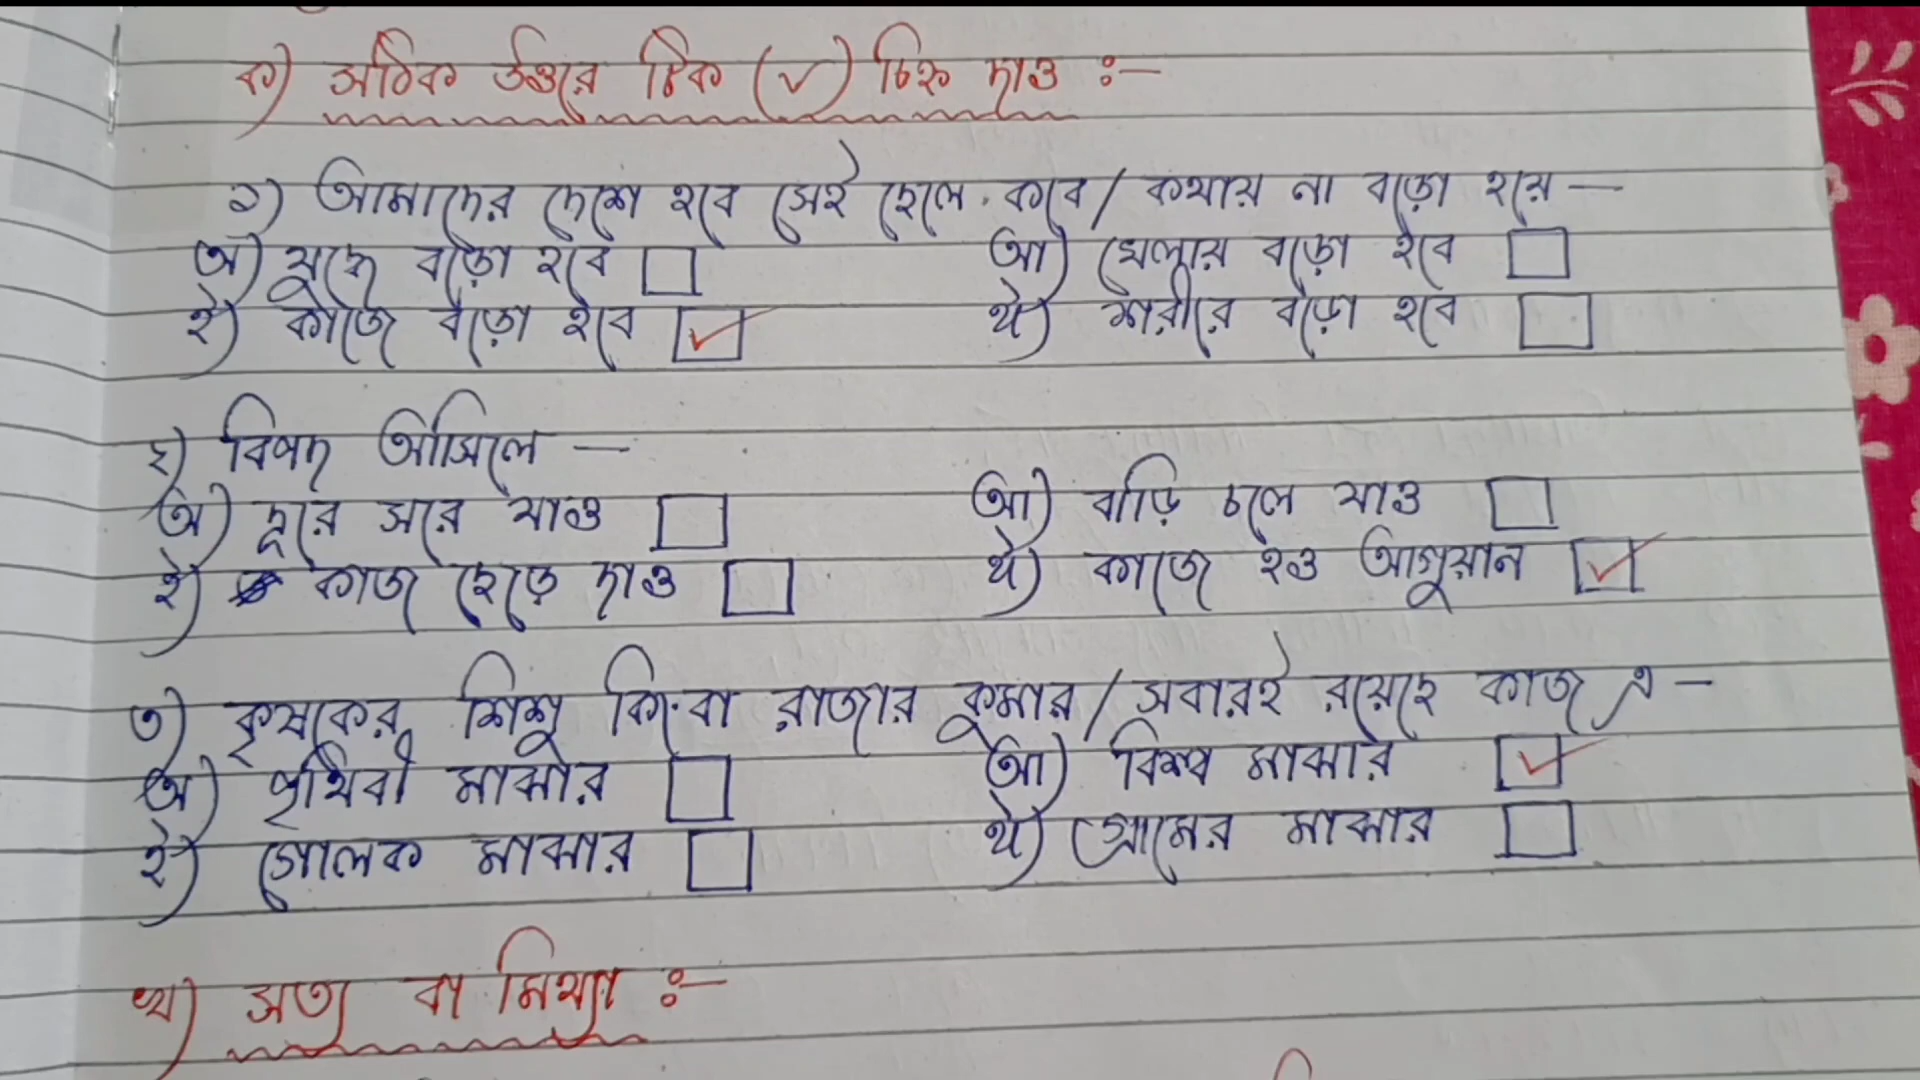 ক) সঠিক উত্তরে টিক (✓) চিহ্ন দাও :—
১) আমাদের দেশে হবে সেই ছেলে কবে/ কথায় না বড়ো হয়ে —
অ) যুদ্ধে বড়ো হবে ☐ আ) খেলায় বড়ো হবে ☐
ই) কাজে বড়ো হবে ☑ ঈ) শরীরে বড়ো হবে ☐
২) বিপদ আসিলে —
অ) দূরে সরে যাও ☐ আ) বাড়ি চলে যাও ☐
ই) কাজ ছেড়ে দাও ☐ ঈ) কাজে হও আগুয়ান ☑
৩) কৃষকের শিশু কিংবা রাজার কুমার/ সবারই রয়েছে কাজ এ —
অ) পৃথিবী মাঝার ☐ আ) বিশ্ব মাঝার ☑
ই) গোলক মাঝার ☐ ঈ) গ্রামের মাঝার ☐
খ) সত্য বা মিথ্যা :—